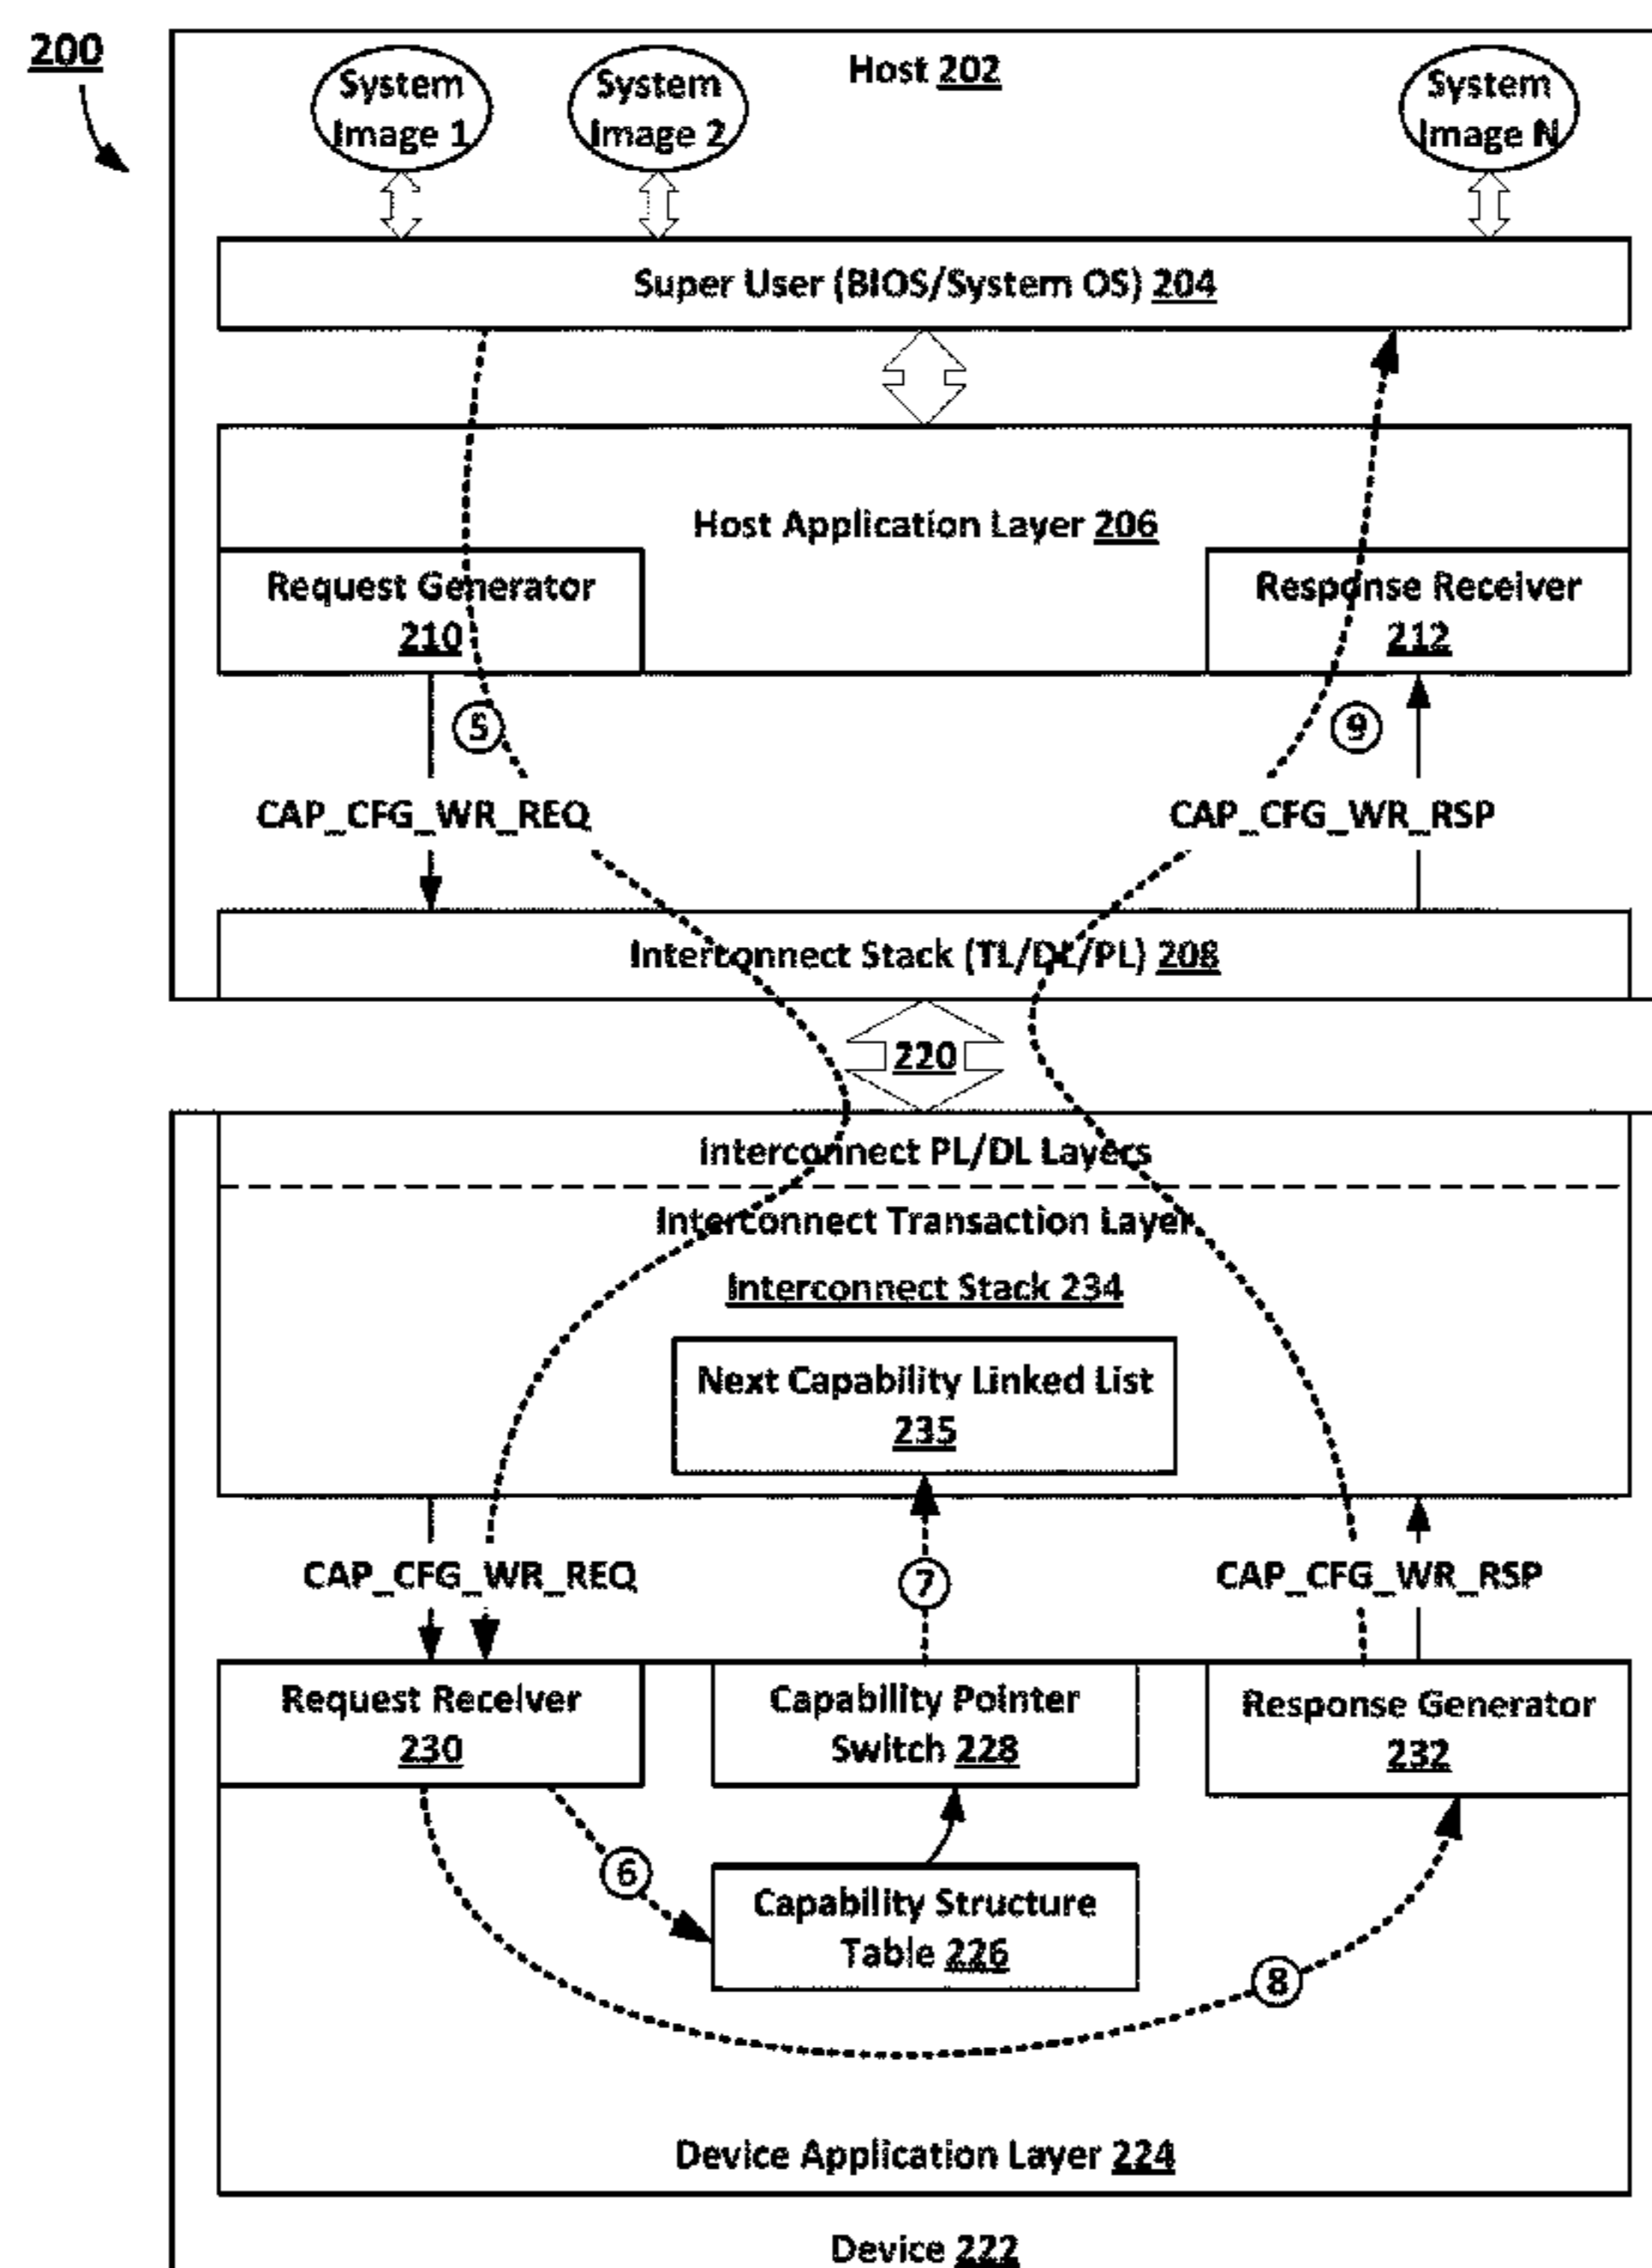 200
Host 202
System
Image 1
System
Image 2
System
Image N
Super User (BIOS/System OS) 204
Host Application Layer 206
Request Generator
210
Response Receiver
212
5
9
CAP_CFG_WR_REQ
CAP_CFG_WR_RSP
Interconnect Stack (TL/DL/PL) 208
220
Interconnect PL/DL Layers
Interconnect Transaction Layer
Interconnect Stack 234
Next Capability Linked List
235
CAP_CFG_WR_REQ
7
CAP_CFG_WR_RSP
Request Receiver
230
Capability Pointer
Switch 228
Response Generator
232
6
Capability Structure
Table 226
8
Device Application Layer 224
Device 222